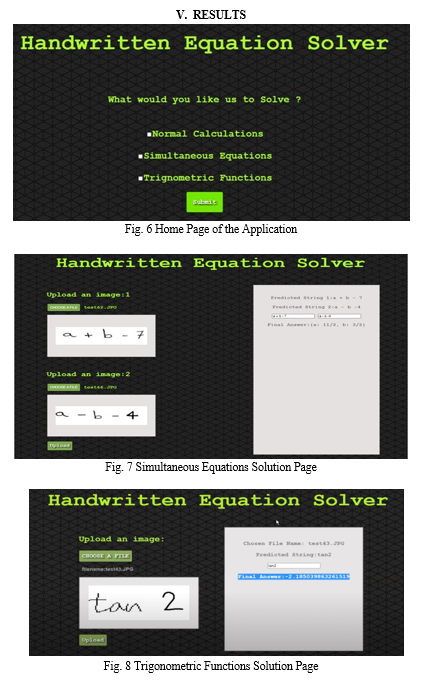 V. RESULTS
Handwritten Equation Solver
What would you like us to Solve ?
Normal Calculations
Simultaneous Equations
Trignometric Functions
Submit
Fig. 6 Home Page of the Application
Handwritten Equation Solver
Upload an image:1
CHOOSE A FILE test62.JPG
a + b - 7
Upload an image:2
CHOOSE A FILE
a - b - 4
Upload
Predicted String 1:a + b - 7
Predicted String 2:a - b -4
a+b-7 a-b-4
Final Answer:{a: 11/2, b: 3/2}
Fig. 7 Simultaneous Equations Solution Page
Handwritten Equation Solver
Upload an image:
CHOOSE A FILE
filename:test43.JPG
tan 2
Upload
Chosen File Name: test43.JPG
Predicted String:tan2
tan2
Final Answer:-2.185039863261519
Fig. 8 Trigonometric Functions Solution Page